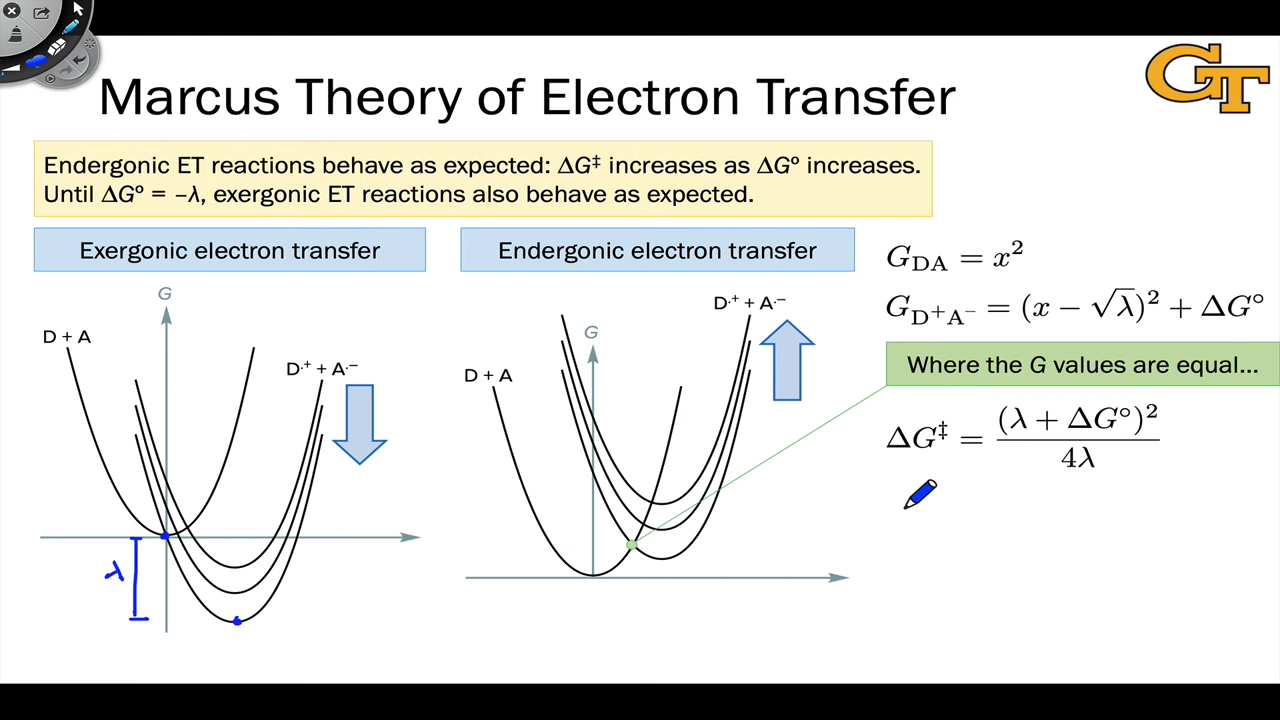 GT
Marcus Theory of Electron Transfer
Endergonic ET reactions behave as expected: ΔG‡ increases as ΔGº increases.
Until ΔGº = –λ, exergonic ET reactions also behave as expected.
Exergonic electron transfer
G
D + A
D·⁺ + A·⁻
λ
Endergonic electron transfer
D·⁺ + A·⁻
G
D + A
G_DA = x²
G_D⁺A⁻ = (x − √λ)² + ΔG°
Where the G values are equal...
ΔG‡ = (λ + ΔG°)² / 4λ